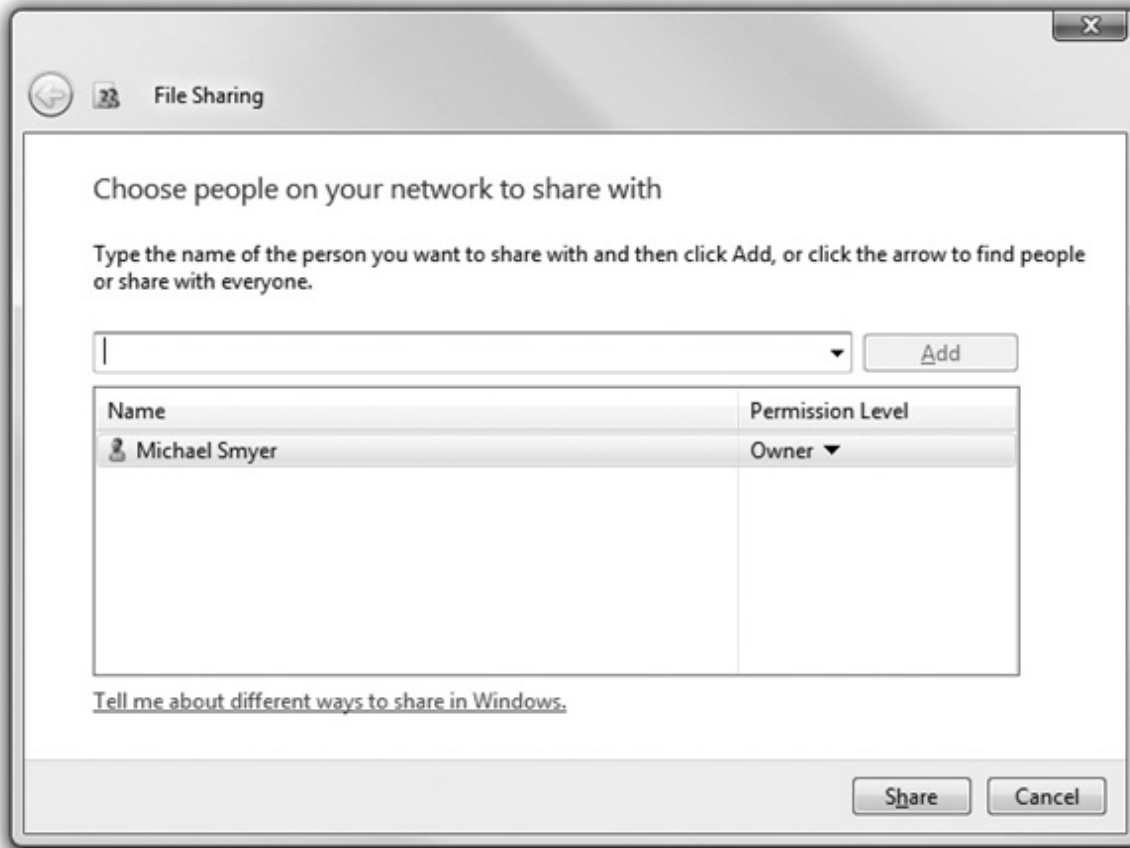 X
File Sharing
Choose people on your network to share with
Type the name of the person you want to share with and then click Add, or click the arrow to find people
or share with everyone.
Add
Name Permission Level
Michael Smyer Owner
Tell me about different ways to share in Windows.
Share Cancel